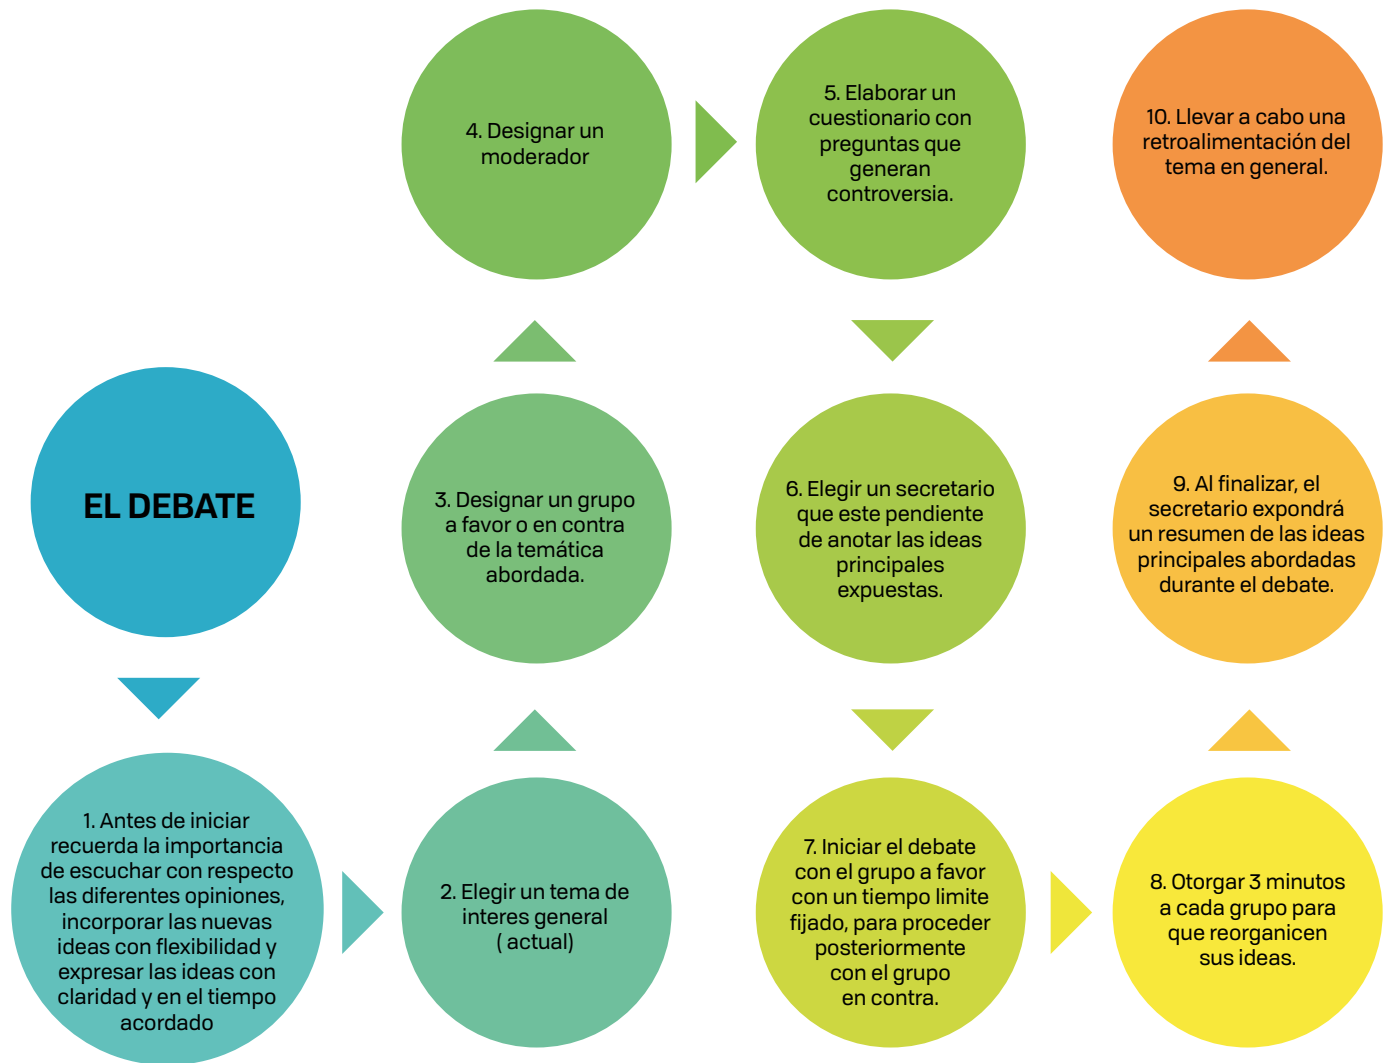 EL DEBATE
1. Antes de iniciar
recuerda la importancia
de escuchar con respecto
las diferentes opiniones,
incorporar las nuevas
ideas con flexibilidad y
expresar las ideas con
claridad y en el tiempo
acordado
2. Elegir un tema de
interes general
( actual)
3. Designar un grupo
a favor o en contra
de la temática
abordada.
4. Designar un
moderador
5. Elaborar un
cuestionario con
preguntas que
generan
controversia.
6. Elegir un secretario
que este pendiente
de anotar las ideas
principales
expuestas.
7. Iniciar el debate
con el grupo a favor
con un tiempo limite
fijado, para proceder
posteriormente
con el grupo
en contra.
8. Otorgar 3 minutos
a cada grupo para
que reorganicen
sus ideas.
9. Al finalizar, el
secretario expondrá
un resumen de las ideas
principales abordadas
durante el debate.
10. Llevar a cabo una
retroalimentación del
tema en general.